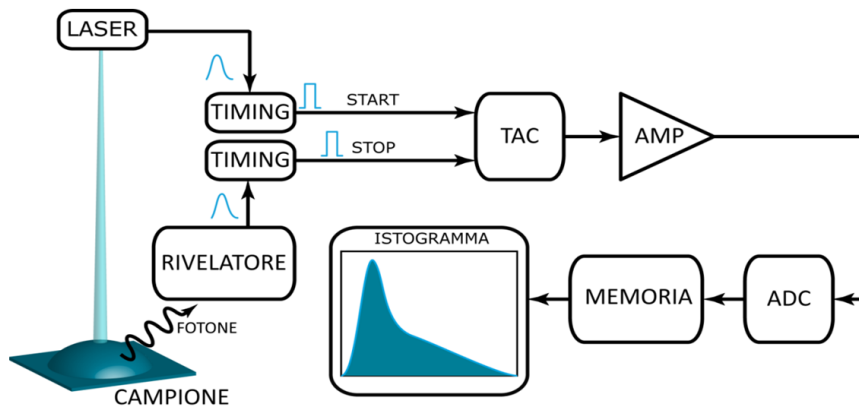 LASER
TIMING
START
TAC
AMP
TIMING
STOP
RIVELATORE
ISTOGRAMMA
MEMORIA
ADC
FOTONE
CAMPIONE